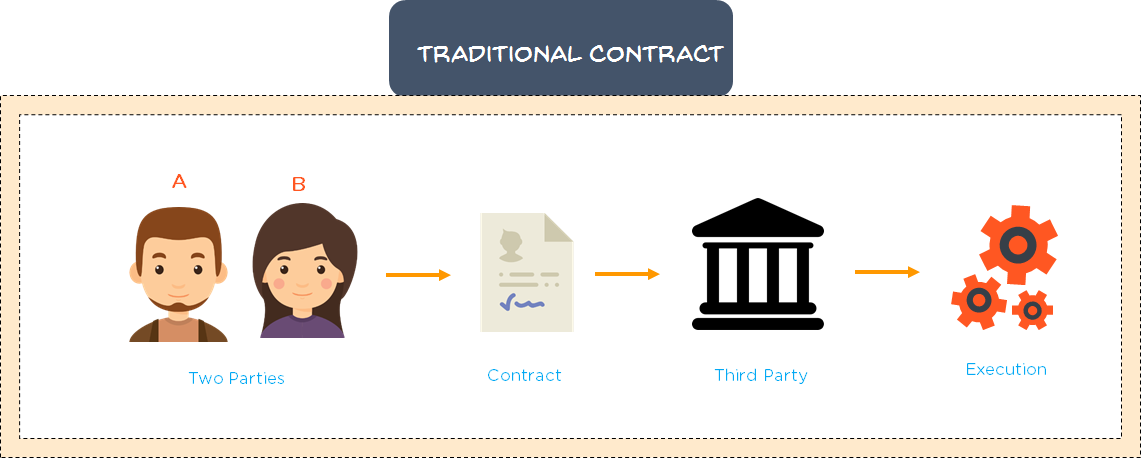 TRADITIONAL CONTRACT
A
B
Two Parties
Contract
Third Party
Execution